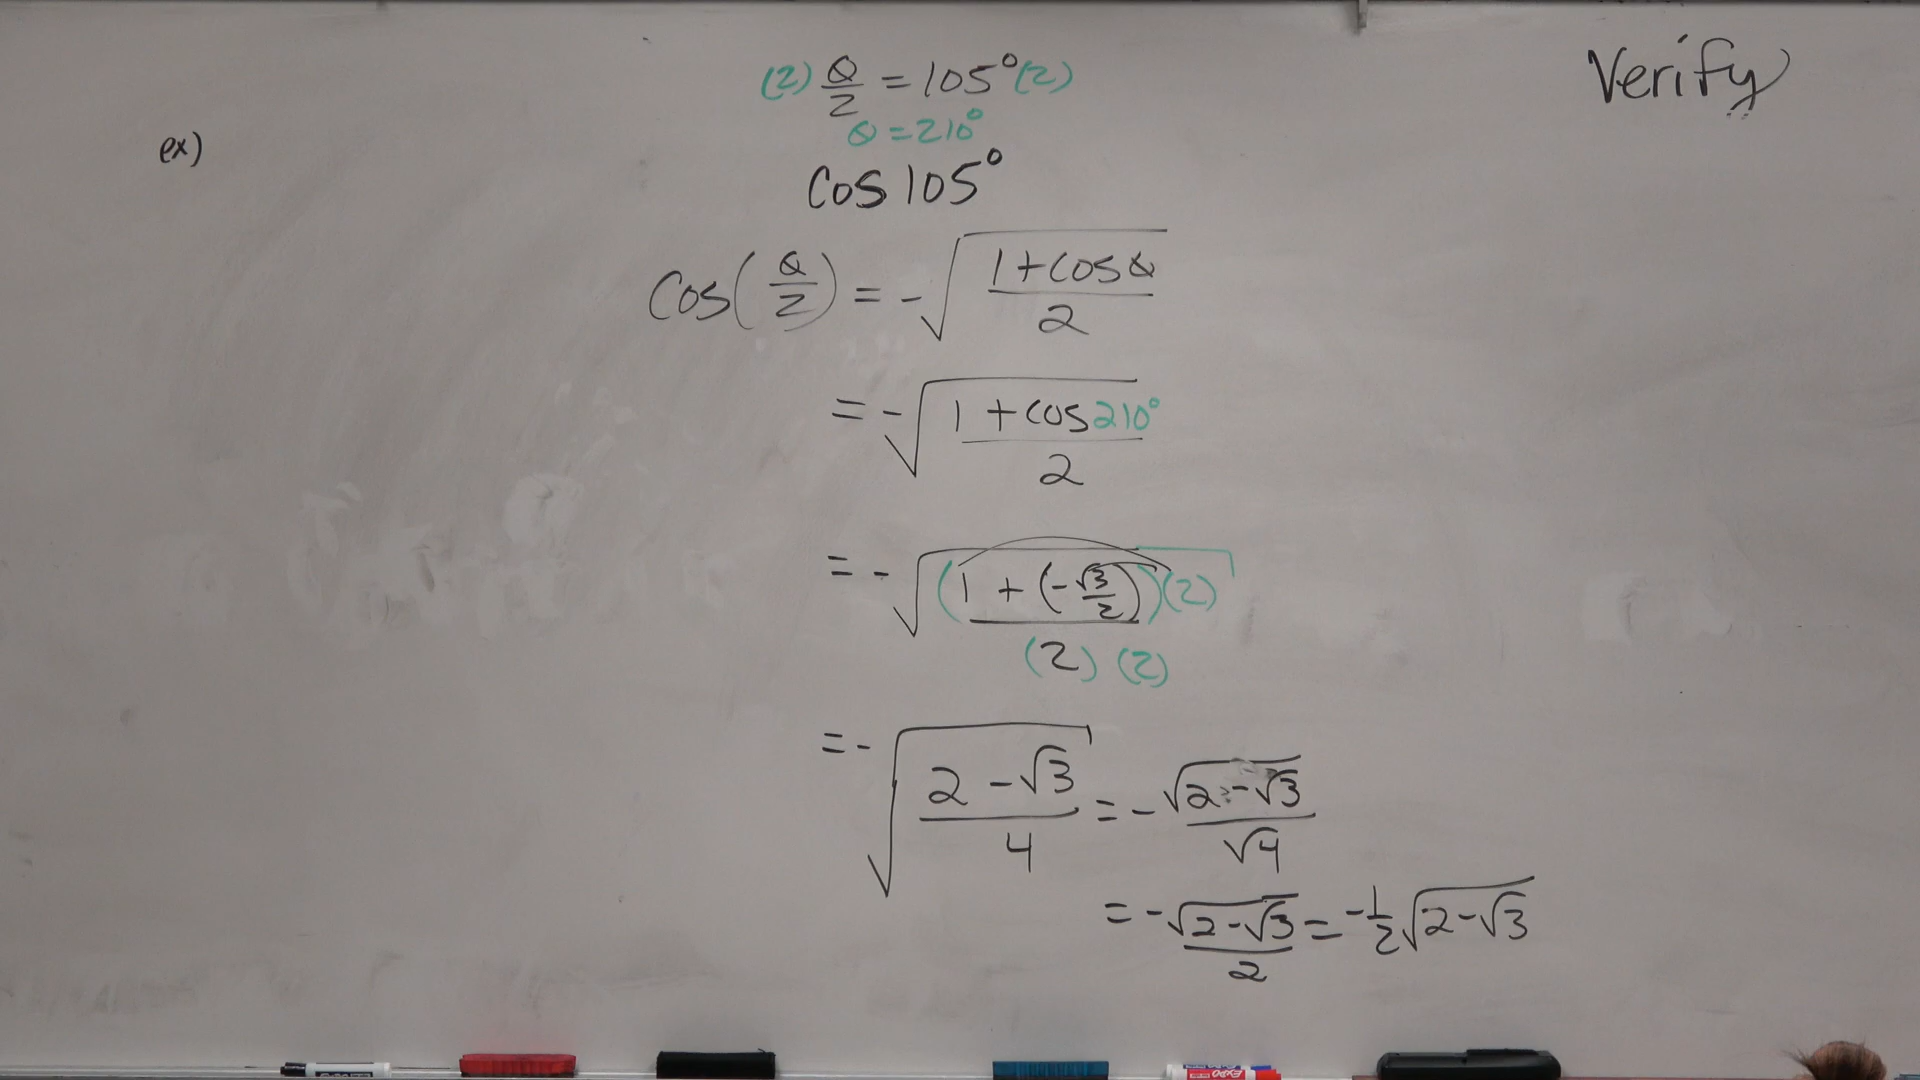 (2) θ/2 = 105° (2)
Verify
θ = 210°
ex)
cos 105°
cos(θ/2) = -√((1 + cos θ)/2)
= -√((1 + cos 210°)/2)
= -√((1 + (-√3/2))(2)/(2)(2))
= -√((2 - √3)/4) = -√(2 - √3)/√4
= -√(2 - √3)/2 = -1/2 √(2 - √3)
EXPO